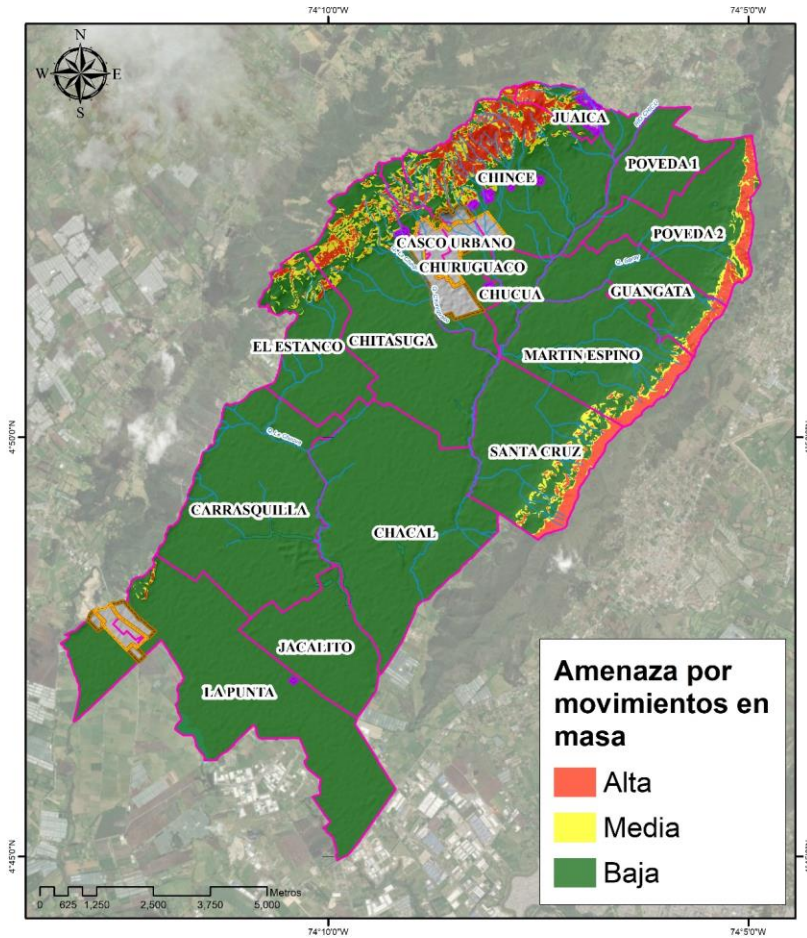 74°10'0"W
74°5'0"W
N
W
E
S
JUAICA
POVEDA 1
CHINCE
POVEDA 2
CASCO URBANO
CHURUGUACO
GUANGATA
CHUCUA
EL ESTANCO
CHITASUGA
MARTIN ESPINO
4°50'0"N
SANTA CRUZ
CARRASQUILLA
CHACAL
JACALITO
LA PUNTA
Amenaza por
movimientos en
masa
Alta
Media
Baja
4°45'0"N
Metros
0 625 1,250 2,500 3,750 5,000
74°10'0"W
74°5'0"W